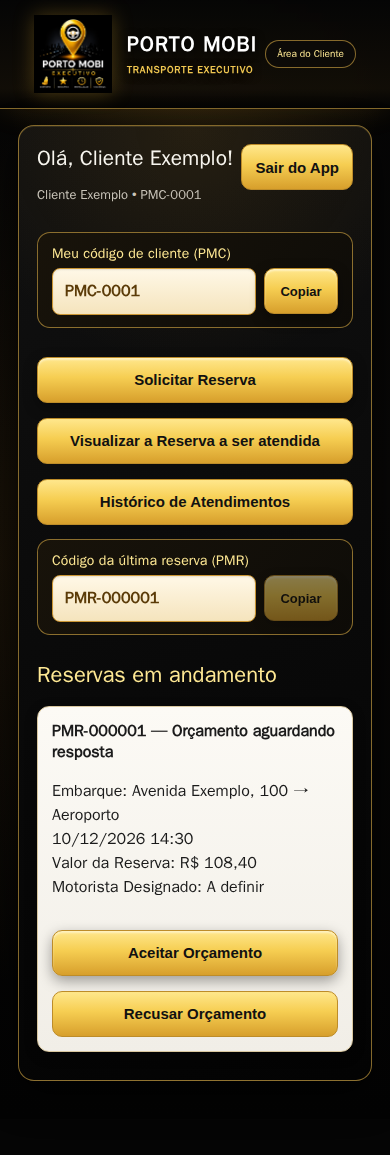 PORTO MOBI
EXECUTIVO
PORTO MOBI
TRANSPORTE EXECUTIVO
Área do Cliente
Olá, Cliente Exemplo!
Sair do App
Cliente Exemplo • PMC-0001
Meu código de cliente (PMC)
PMC-0001
Copiar
Solicitar Reserva
Visualizar a Reserva a ser atendida
Histórico de Atendimentos
Código da última reserva (PMR)
PMR-000001
Copiar
Reservas em andamento
PMR-000001 — Orçamento aguardando
resposta
Embarque: Avenida Exemplo, 100 →
Aeroporto
10/12/2026 14:30
Valor da Reserva: R$ 108,40
Motorista Designado: A definir
Aceitar Orçamento
Recusar Orçamento